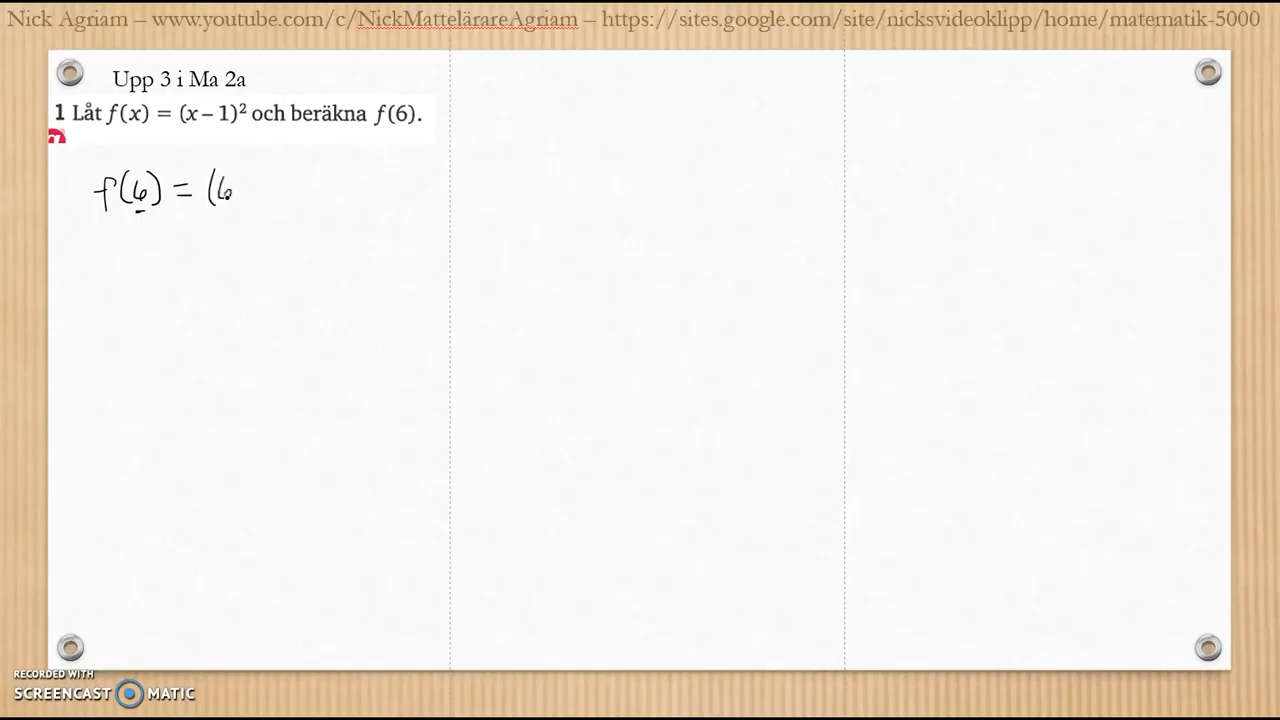 Nick Agriam – www.youtube.com/c/NickMattelärareAgriam – https://sites.google.com/site/nicksvideoklipp/home/matematik-5000
Upp 3 i Ma 2a
1 Låt f(x) = (x – 1)² och beräkna f(6).
f(6) = (6
RECORDED WITH
SCREENCAST MATIC